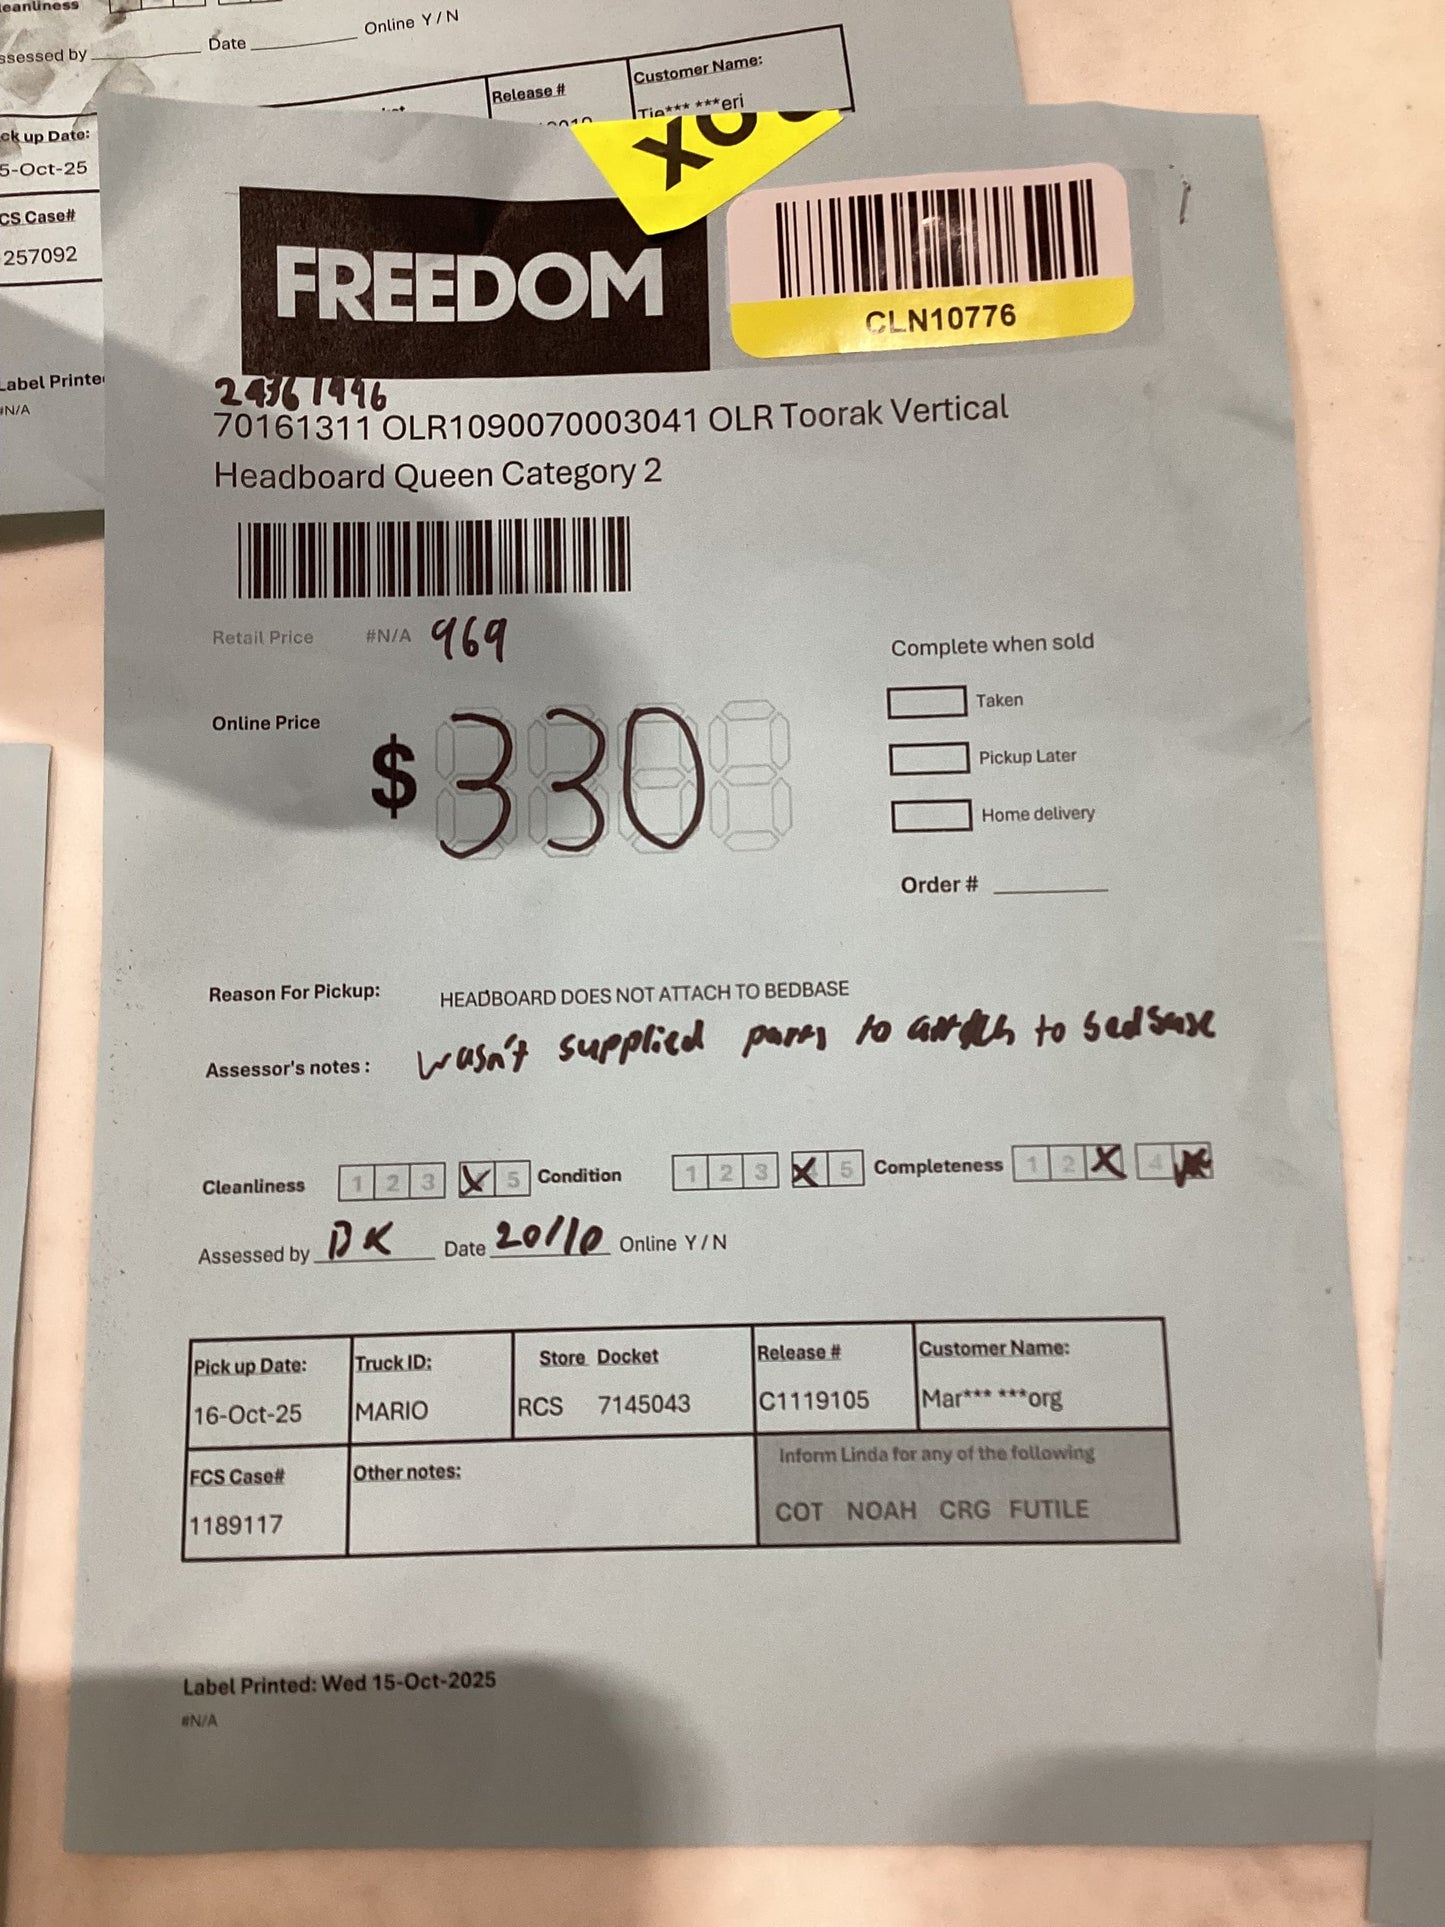 eanliness
ssessed by Date Online Y / N
Release #
Customer Name:
Tie*** ***eri
ck up Date:
5-Oct-25
CS Case#
257092
Label Printe
#N/A
FREEDOM
CLN10776
70161311 OLR1090070003041 OLR Toorak Vertical
Headboard Queen Category 2
Retail Price #N/A 969
Online Price
$ 330
Complete when sold
Taken
Pickup Later
Home delivery
Order #
Reason For Pickup: HEADBOARD DOES NOT ATTACH TO BEDBASE
Assessor's notes : Wasn't supplied parts to attach to bedbase
Cleanliness 1 2 3 X 5 Condition 1 2 3 X 5 Completeness 1 2 X 4
Assessed by DK Date 20/10 Online Y / N
Pick up Date: Truck ID: Store Docket Release # Customer Name:
16-Oct-25 MARIO RCS 7145043 C1119105 Mar*** ***org
FCS Case# Other notes: Inform Linda for any of the following
1189117 COT NOAH CRG FUTILE
Label Printed: Wed 15-Oct-2025
#N/A